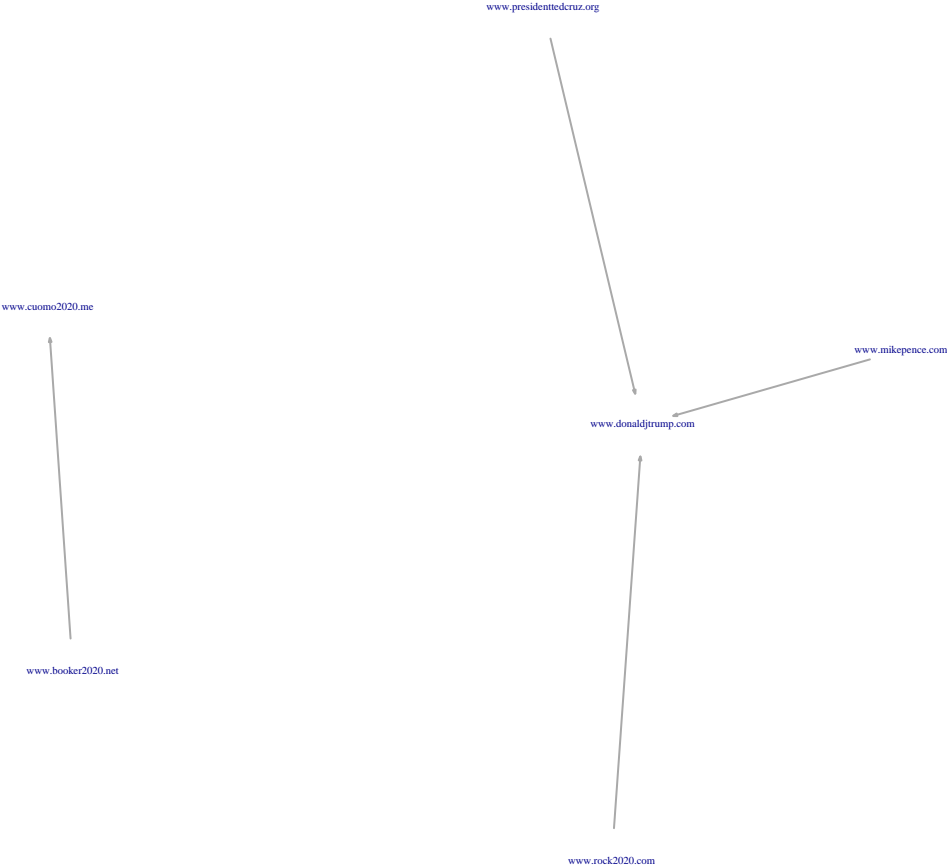 www.presidenttedcruz.org
www.cuomo2020.me
www.mikepence.com
www.donaldjtrump.com
www.booker2020.net
www.rock2020.com